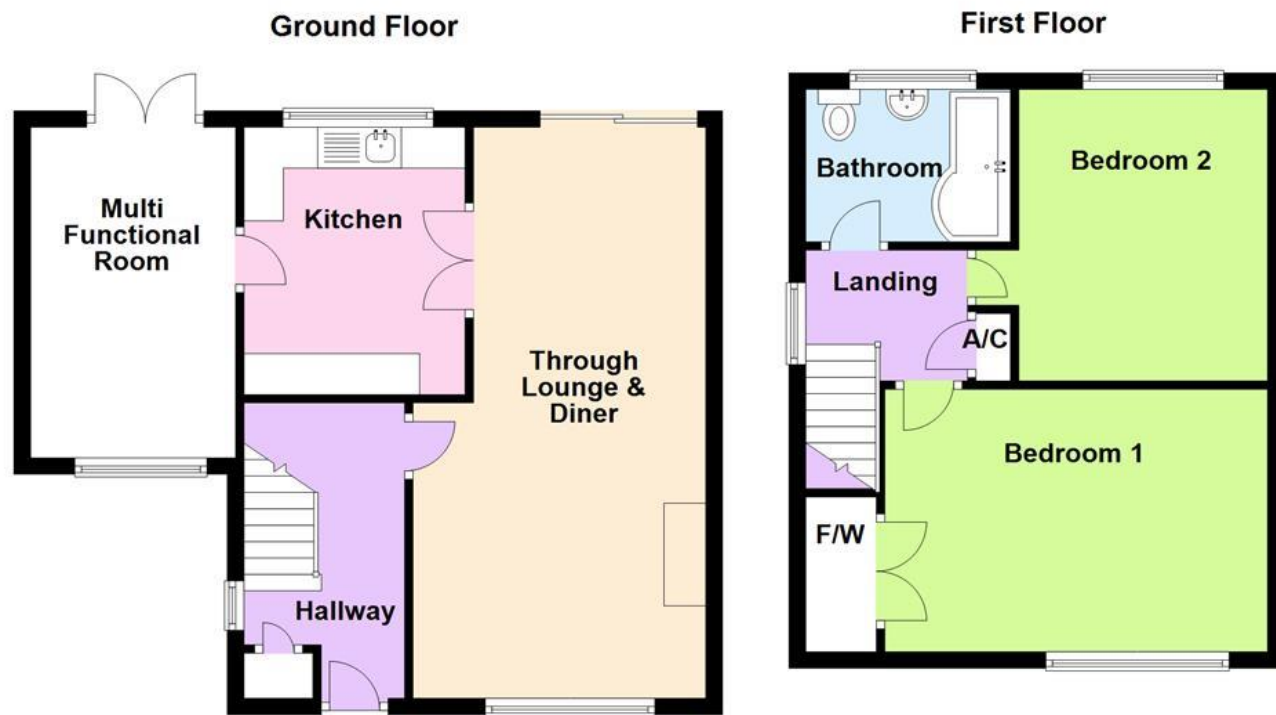 Ground Floor
Multi
Functional
Room
Kitchen
Through
Lounge &
Diner
Hallway
First Floor
Bathroom
Bedroom 2
Landing
A/C
Bedroom 1
F/W